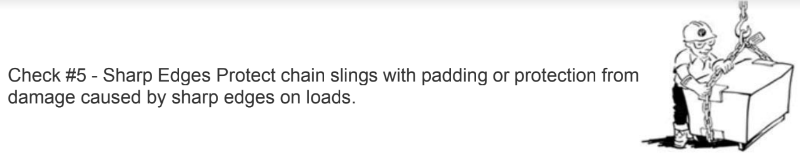 Check #5 - Sharp Edges Protect chain slings with padding or protection from
damage caused by sharp edges on loads.